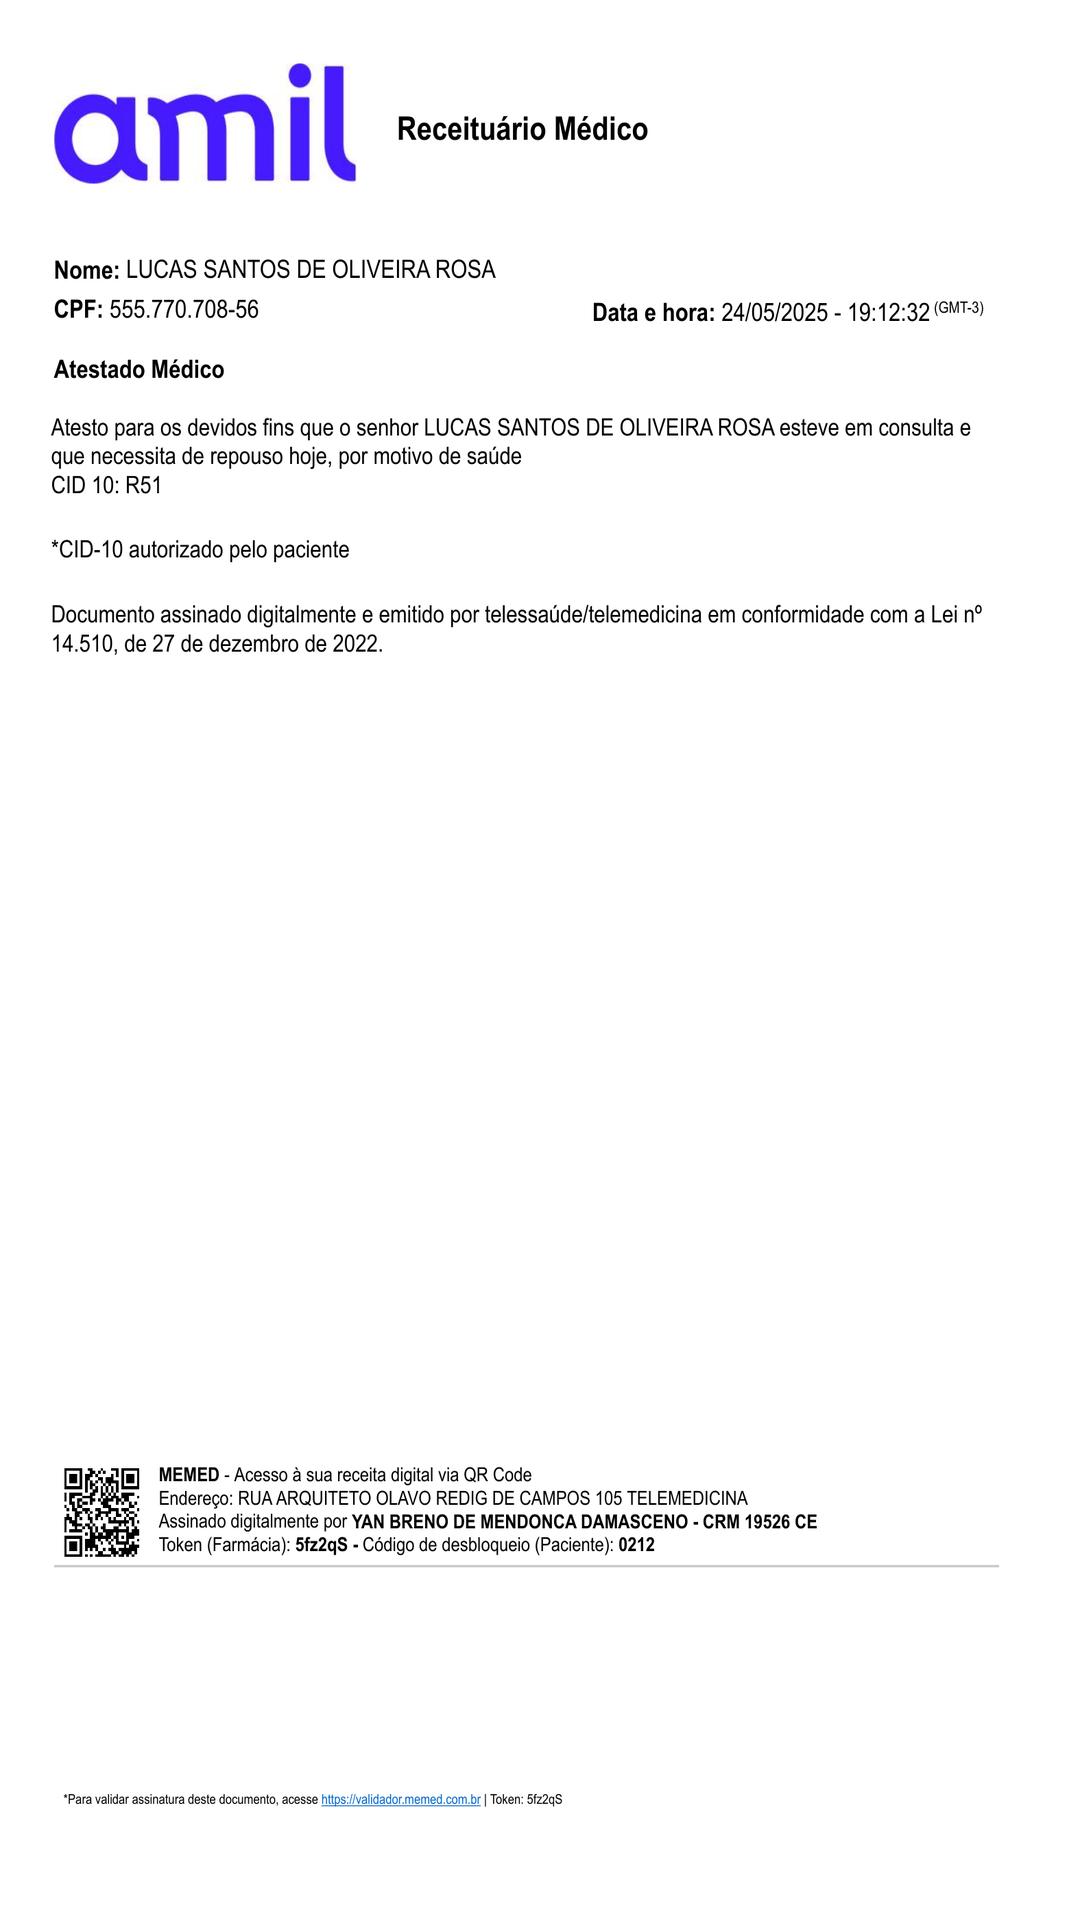 amil
Receituário Médico
Nome: LUCAS SANTOS DE OLIVEIRA ROSA
CPF: 555.770.708-56
Data e hora: 24/05/2025 - 19:12:32 (GMT-3)
Atestado Médico
Atesto para os devidos fins que o senhor LUCAS SANTOS DE OLIVEIRA ROSA esteve em consulta e
que necessita de repouso hoje, por motivo de saúde
CID 10: R51
*CID-10 autorizado pelo paciente
Documento assinado digitalmente e emitido por telessaúde/telemedicina em conformidade com a Lei nº
14.510, de 27 de dezembro de 2022.
MEMED - Acesso à sua receita digital via QR Code
Endereço: RUA ARQUITETO OLAVO REDIG DE CAMPOS 105 TELEMEDICINA
Assinado digitalmente por YAN BRENO DE MENDONCA DAMASCENO - CRM 19526 CE
Token (Farmácia): 5fz2qS - Código de desbloqueio (Paciente): 0212
*Para validar assinatura deste documento, acesse https://validador.memed.com.br | Token: 5fz2qS